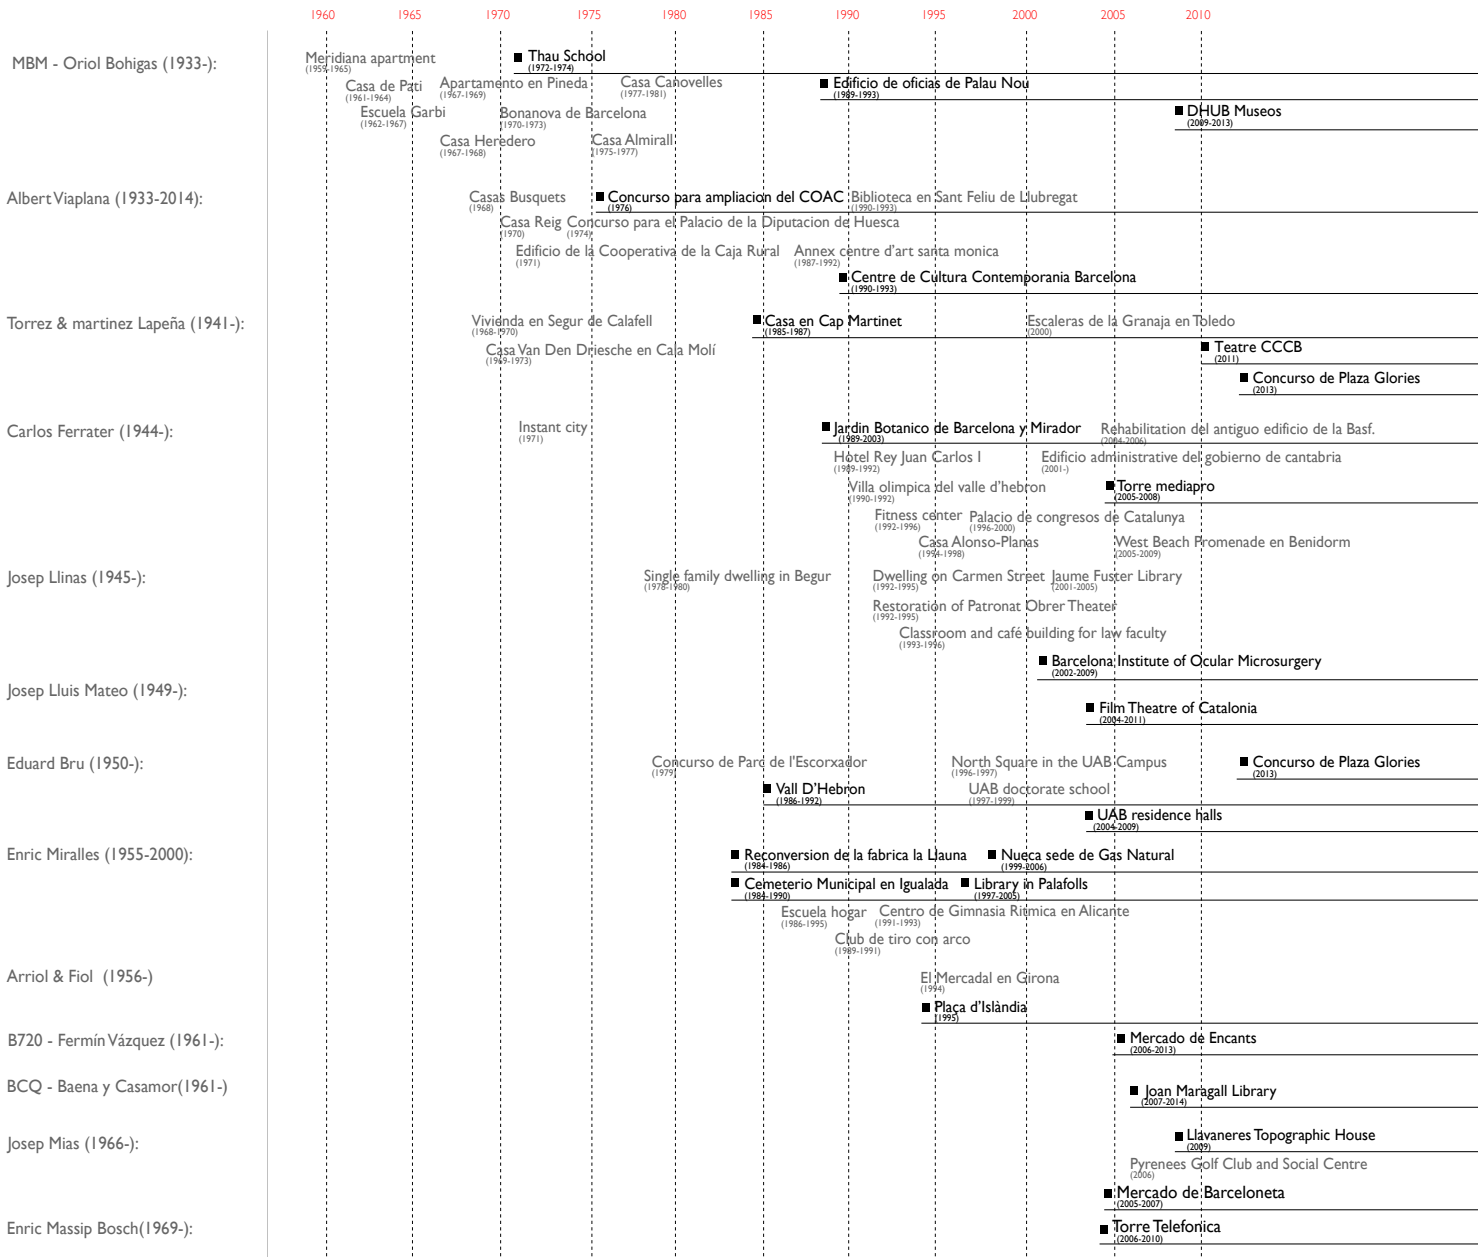 1960 1965 1970 1975 1980 1985 1990 1995 2000 2005 2010
MBM - Oriol Bohigas (1933-):
Meridiana apartment
(1959-1965)
Thau School
(1972-1974)
Casa de Pati
(1961-1964)
Apartamento en Pineda
(1967-1969)
Casa Canovelles
(1977-1981)
Edificio de oficias de Palau Nou
(1989-1993)
Escuela Garbi
(1962-1967)
Bonanova de Barcelona
(1970-1973)
DHUB Museos
(2009-2013)
Casa Heredero
(1967-1968)
Casa Almirall
(1975-1977)
Albert Viaplana (1933-2014):
Casas Busquets
(1968)
Concurso para ampliacion del COAC
(1976)
Biblioteca en Sant Feliu de Llubregat
(1990-1993)
Casa Reig
(1970)
Concurso para el Palacio de la Diputacion de Huesca
(1974)
Edificio de la Cooperativa de la Caja Rural
(1971)
Annex centre d'art santa monica
(1987-1992)
Centre de Cultura Contemporania Barcelona
(1990-1993)
Torrez & martinez Lapeña (1941-):
Vivienda en Segur de Calafell
(1968-1970)
Casa en Cap Martinet
(1985-1987)
Escaleras de la Granaja en Toledo
(2000)
Casa Van Den Driesche en Cala Molí
(1969-1973)
Teatre CCCB
(2011)
Concurso de Plaza Glories
(2013)
Carlos Ferrater (1944-):
Instant city
(1971)
Jardin Botanico de Barcelona y Mirador
(1989-2003)
Rehabilitation del antiguo edificio de la Basf.
(2004-2006)
Hotel Rey Juan Carlos I
(1989-1992)
Edificio administrative del gobierno de cantabria
(2001-)
Villa olimpica del valle d'hebron
(1990-1992)
Torre mediapro
(2005-2008)
Fitness center
(1992-1996)
Palacio de congresos de Catalunya
(1996-2000)
Casa Alonso-Planas
(1994-1998)
West Beach Promenade en Benidorm
(2005-2009)
Josep Llinas (1945-):
Single family dwelling in Begur
(1978-1980)
Dwelling on Carmen Street
(1992-1995)
Jaume Fuster Library
(2001-2005)
Restoration of Patronat Obrer Theater
(1992-1995)
Classroom and café building for law faculty
(1993-1996)
Barcelona Institute of Ocular Microsurgery
(2002-2009)
Josep Lluis Mateo (1949-):
Film Theatre of Catalonia
(2004-2011)
Eduard Bru (1950-):
Concurso de Parc de l'Escorxador
(1979)
North Square in the UAB Campus
(1996-1997)
Concurso de Plaza Glories
(2013)
Vall D'Hebron
(1986-1992)
UAB doctorate school
(1997-1999)
UAB residence halls
(2004-2009)
Enric Miralles (1955-2000):
Reconversion de la fabrica la Llauna
(1984-1986)
Nueca sede de Gas Natural
(1999-2006)
Cemeterio Municipal en Igualada
(1984-1990)
Library in Palafolls
(1997-2005)
Escuela hogar
(1986-1995)
Centro de Gimnasia Ritmica en Alicante
(1991-1993)
Club de tiro con arco
(1989-1991)
Arriol & Fiol (1956-)
El Mercadal en Girona
(1994)
Plaça d'Islàndia
(1995)
B720 - Fermín Vázquez (1961-):
Mercado de Encants
(2006-2013)
BCQ - Baena y Casamor(1961-)
Joan Maragall Library
(2007-2014)
Josep Mias (1966-):
Llavaneres Topographic House
(2009)
Pyrenees Golf Club and Social Centre
(2006)
Mercado de Barceloneta
(2005-2007)
Enric Massip Bosch(1969-):
Torre Telefonica
(2006-2010)